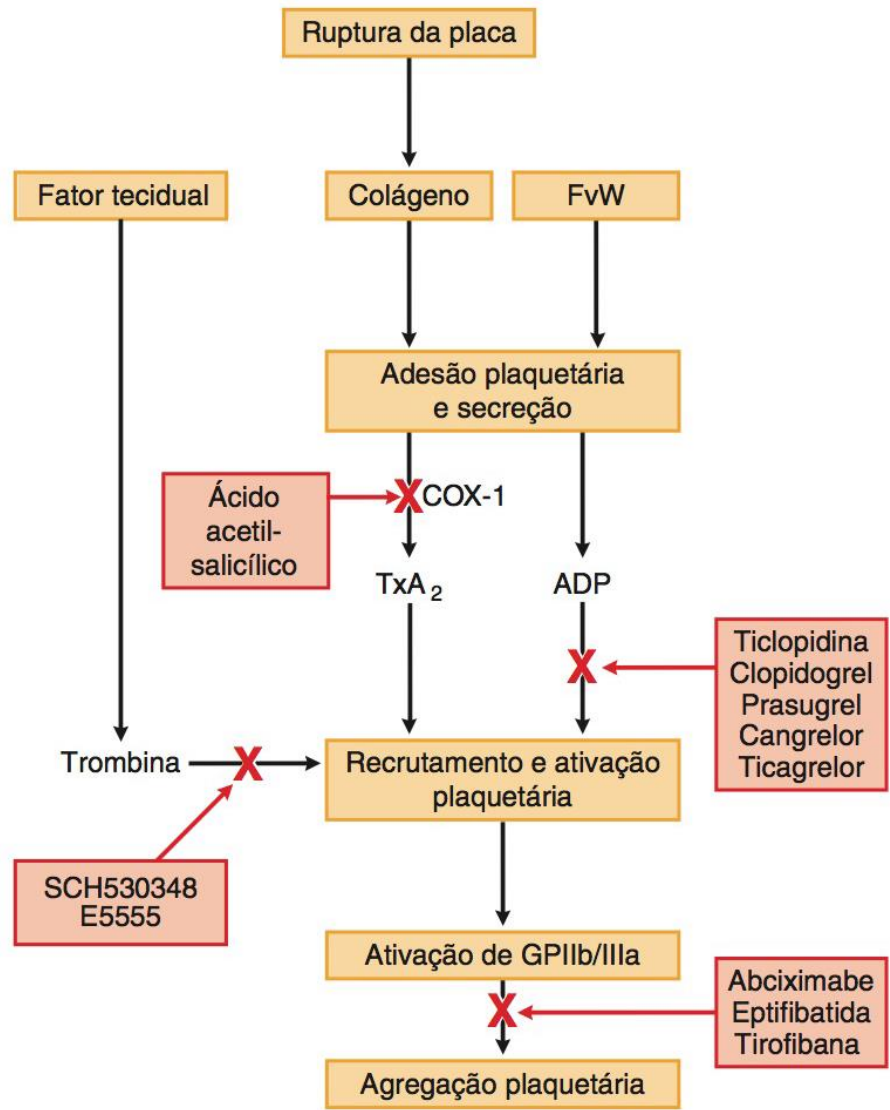 Ruptura da placa
Fator tecidual
Colágeno
FvW
Adesão plaquetária
e secreção
Ácido
acetil-
salicílico
COX-1
TxA2
ADP
Ticlopidina
Clopidogrel
Prasugrel
Cangrelor
Ticagrelor
Trombina
Recrutamento e ativação
plaquetária
SCH530348
E5555
Ativação de GPIIb/IIIa
Abciximabe
Eptifibatida
Tirofibana
Agregação plaquetária